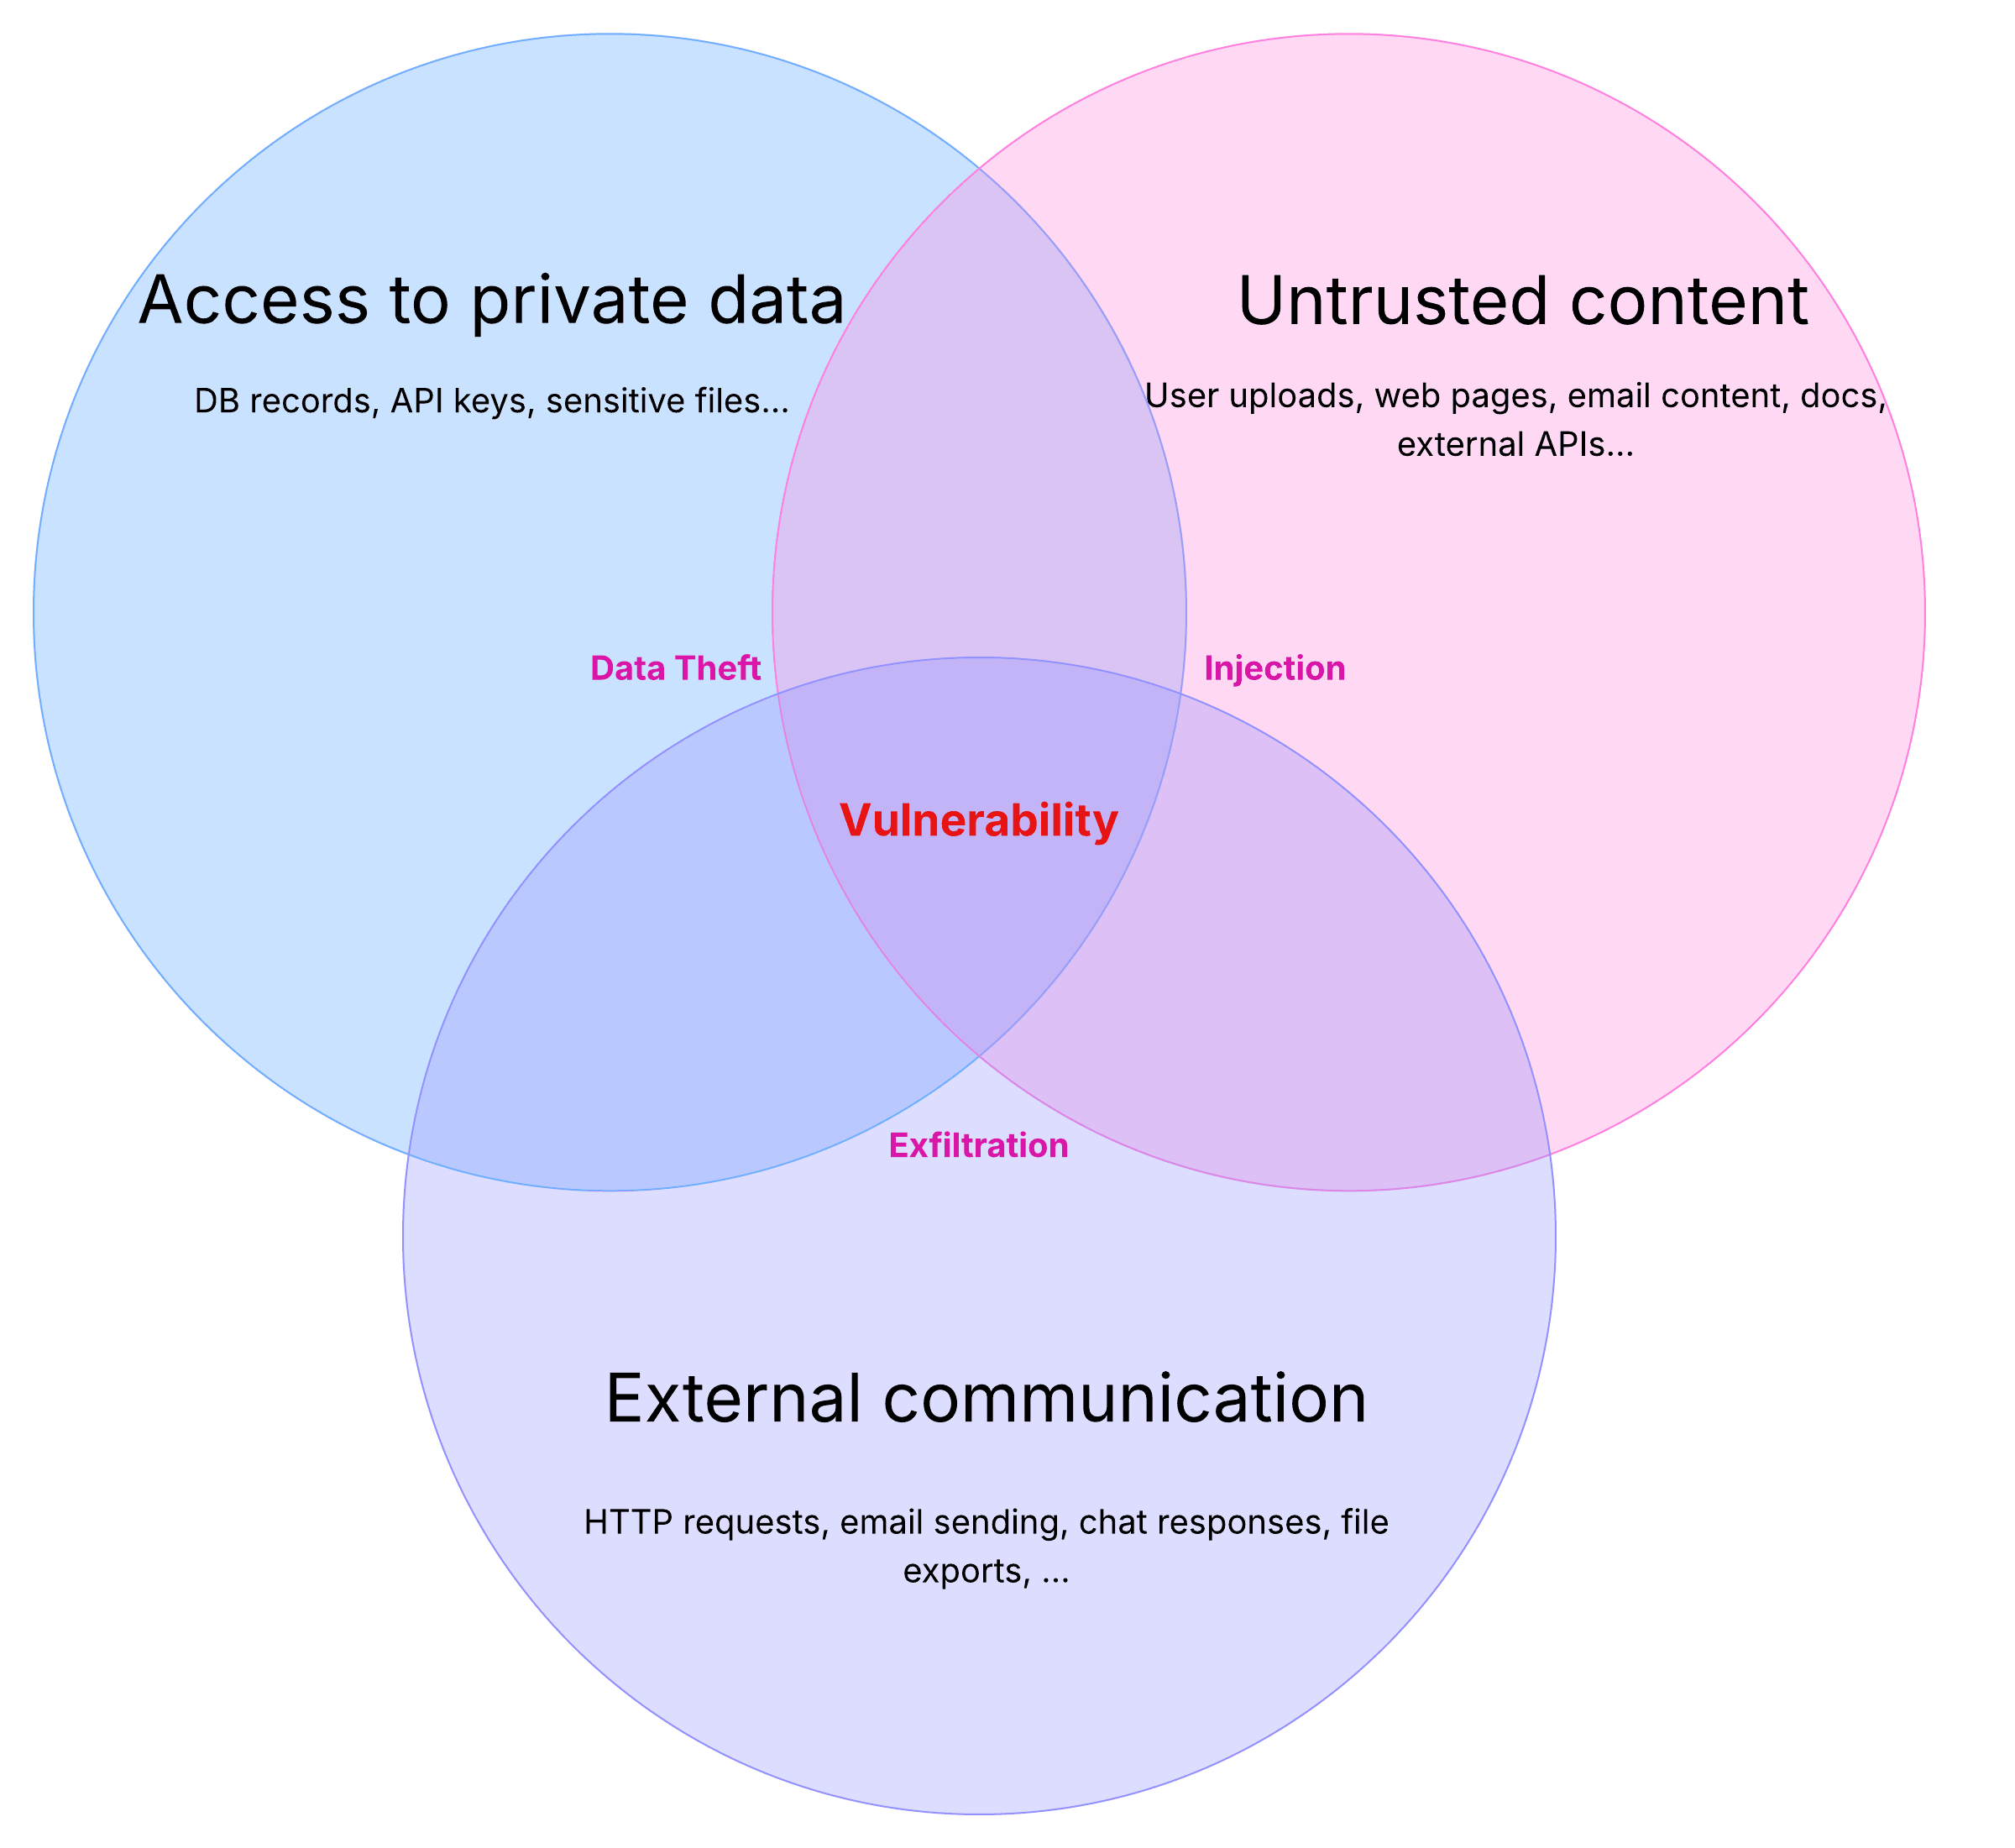 Access to private data
DB records, API keys, sensitive files...
Untrusted content
User uploads, web pages, email content, docs,
external APIs...
Data Theft
Injection
Vulnerability
Exfiltration
External communication
HTTP requests, email sending, chat responses, file
exports, ...